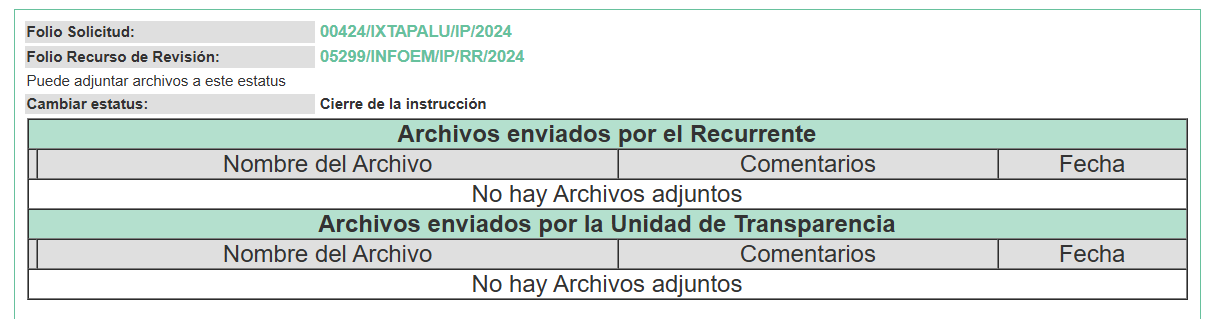 Folio Solicitud: 00424/IXTAPALU/IP/2024
Folio Recurso de Revisión: 05299/INFOEM/IP/RR/2024
Puede adjuntar archivos a este estatus
Cambiar estatus: Cierre de la instrucción
Archivos enviados por el Recurrente
Nombre del Archivo Comentarios Fecha
No hay Archivos adjuntos
Archivos enviados por la Unidad de Transparencia
Nombre del Archivo Comentarios Fecha
No hay Archivos adjuntos